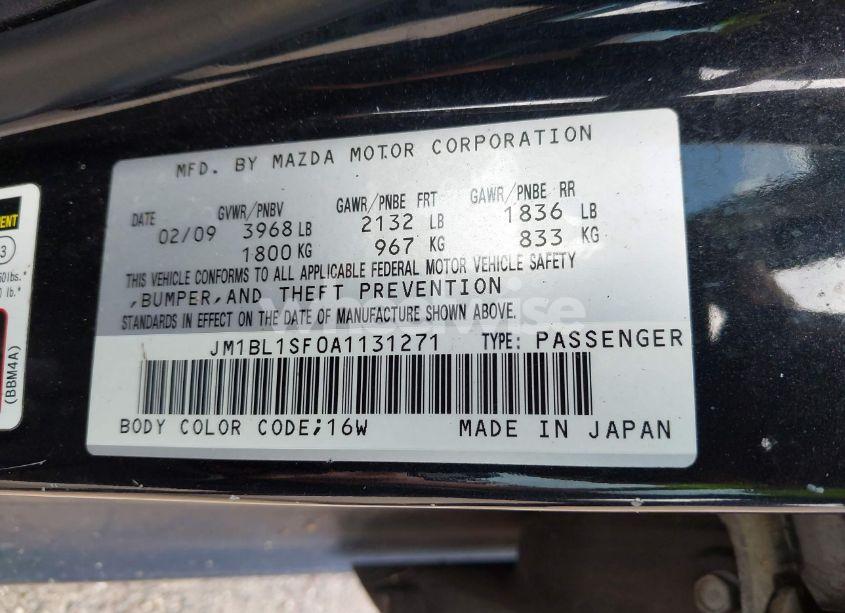 MFD. BY MAZDA MOTOR CORPORATION
DATE GVWR/PNBV GAWR/PNBE FRT GAWR/PNBE RR
02/09 3968 LB 2132 LB 1836 LB
1800 KG 967 KG 833 KG
THIS VEHICLE CONFORMS TO ALL APPLICABLE FEDERAL MOTOR VEHICLE SAFETY
,BUMPER,AND THEFT PREVENTION
STANDARDS IN EFFECT ON THE DATE OF MANUFACTURE SHOWN ABOVE.
JM1BL1SF0A1131271 TYPE: PASSENGER
BODY COLOR CODE;16W MADE IN JAPAN
wheelwise
3
lb.*
(BBM4A)